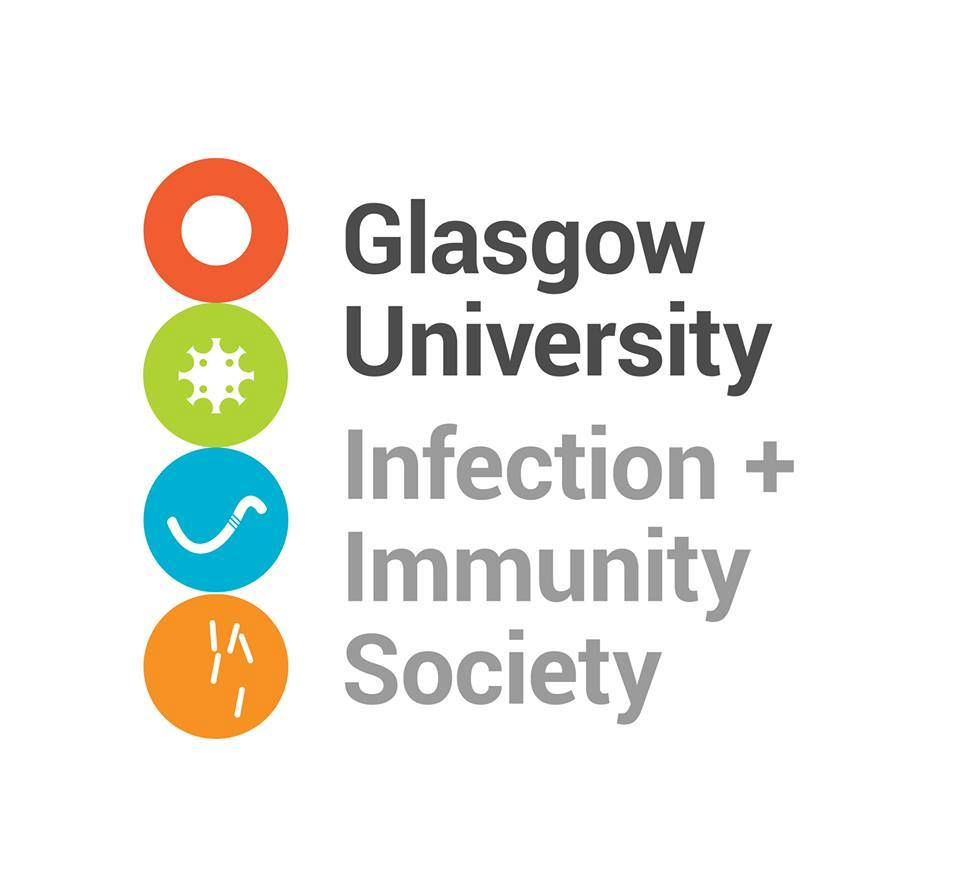 Glasgow
University
Infection +
Immunity
Society